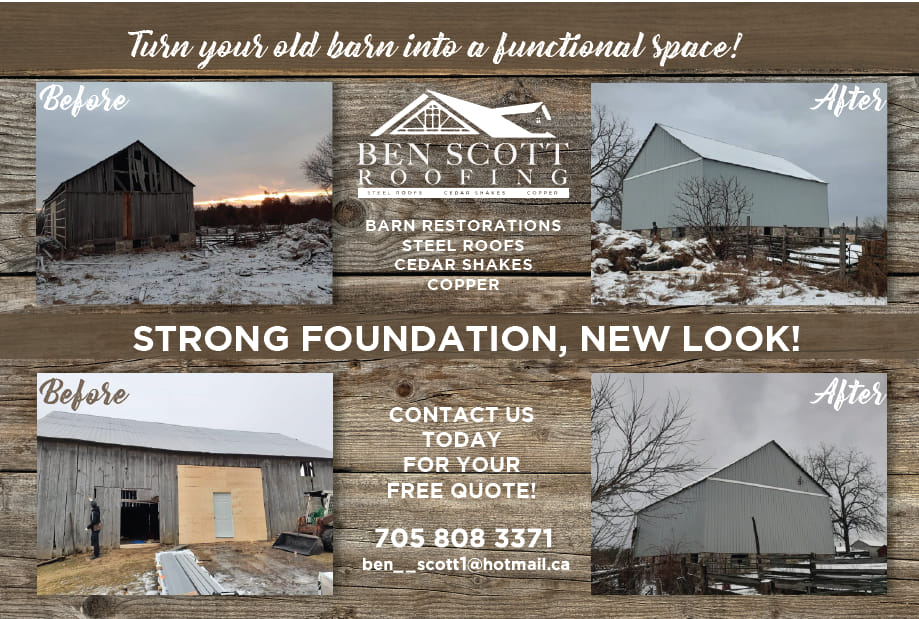 Turn your old barn into a functional space!
Before
After
BEN SCOTT
ROOFING
STEEL ROOFS CEDAR SHAKES COPPER
BARN RESTORATIONS
STEEL ROOFS
CEDAR SHAKES
COPPER
STRONG FOUNDATION, NEW LOOK!
Before
After
CONTACT US
TODAY
FOR YOUR
FREE QUOTE!
705 808 3371
ben__scott1@hotmail.ca